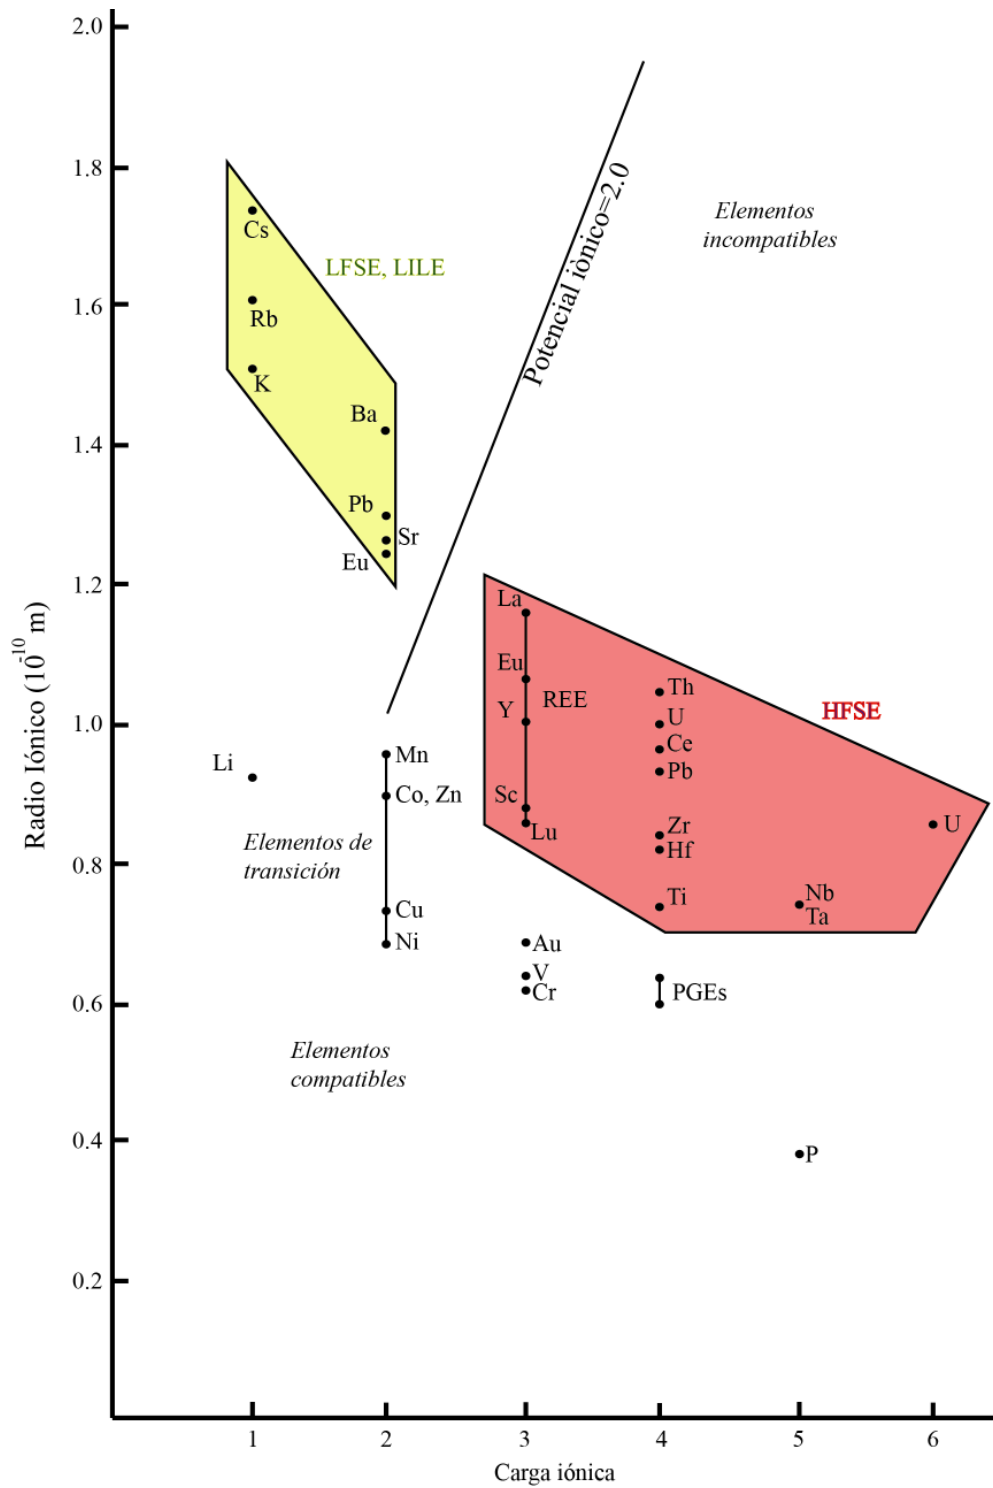 2.0
1.8
1.6
1.4
1.2
1.0
0.8
0.6
0.4
0.2
Radio Iónico (10⁻¹⁰ m)
Cs
Rb
K
LFSE, LILE
Ba
Pb
Sr
Eu
Potencial iònico=2.0
Elementos
incompatibles
La
Eu
REE
Y
Sc
Lu
Th
U
Ce
Pb
Zr
Hf
Ti
HFSE
U
Nb
Ta
Li
Mn
Co, Zn
Elementos de
transición
Cu
Ni
Au
V
Cr
PGEs
Elementos
compatibles
P
1 2 3 4 5 6
Carga iónica